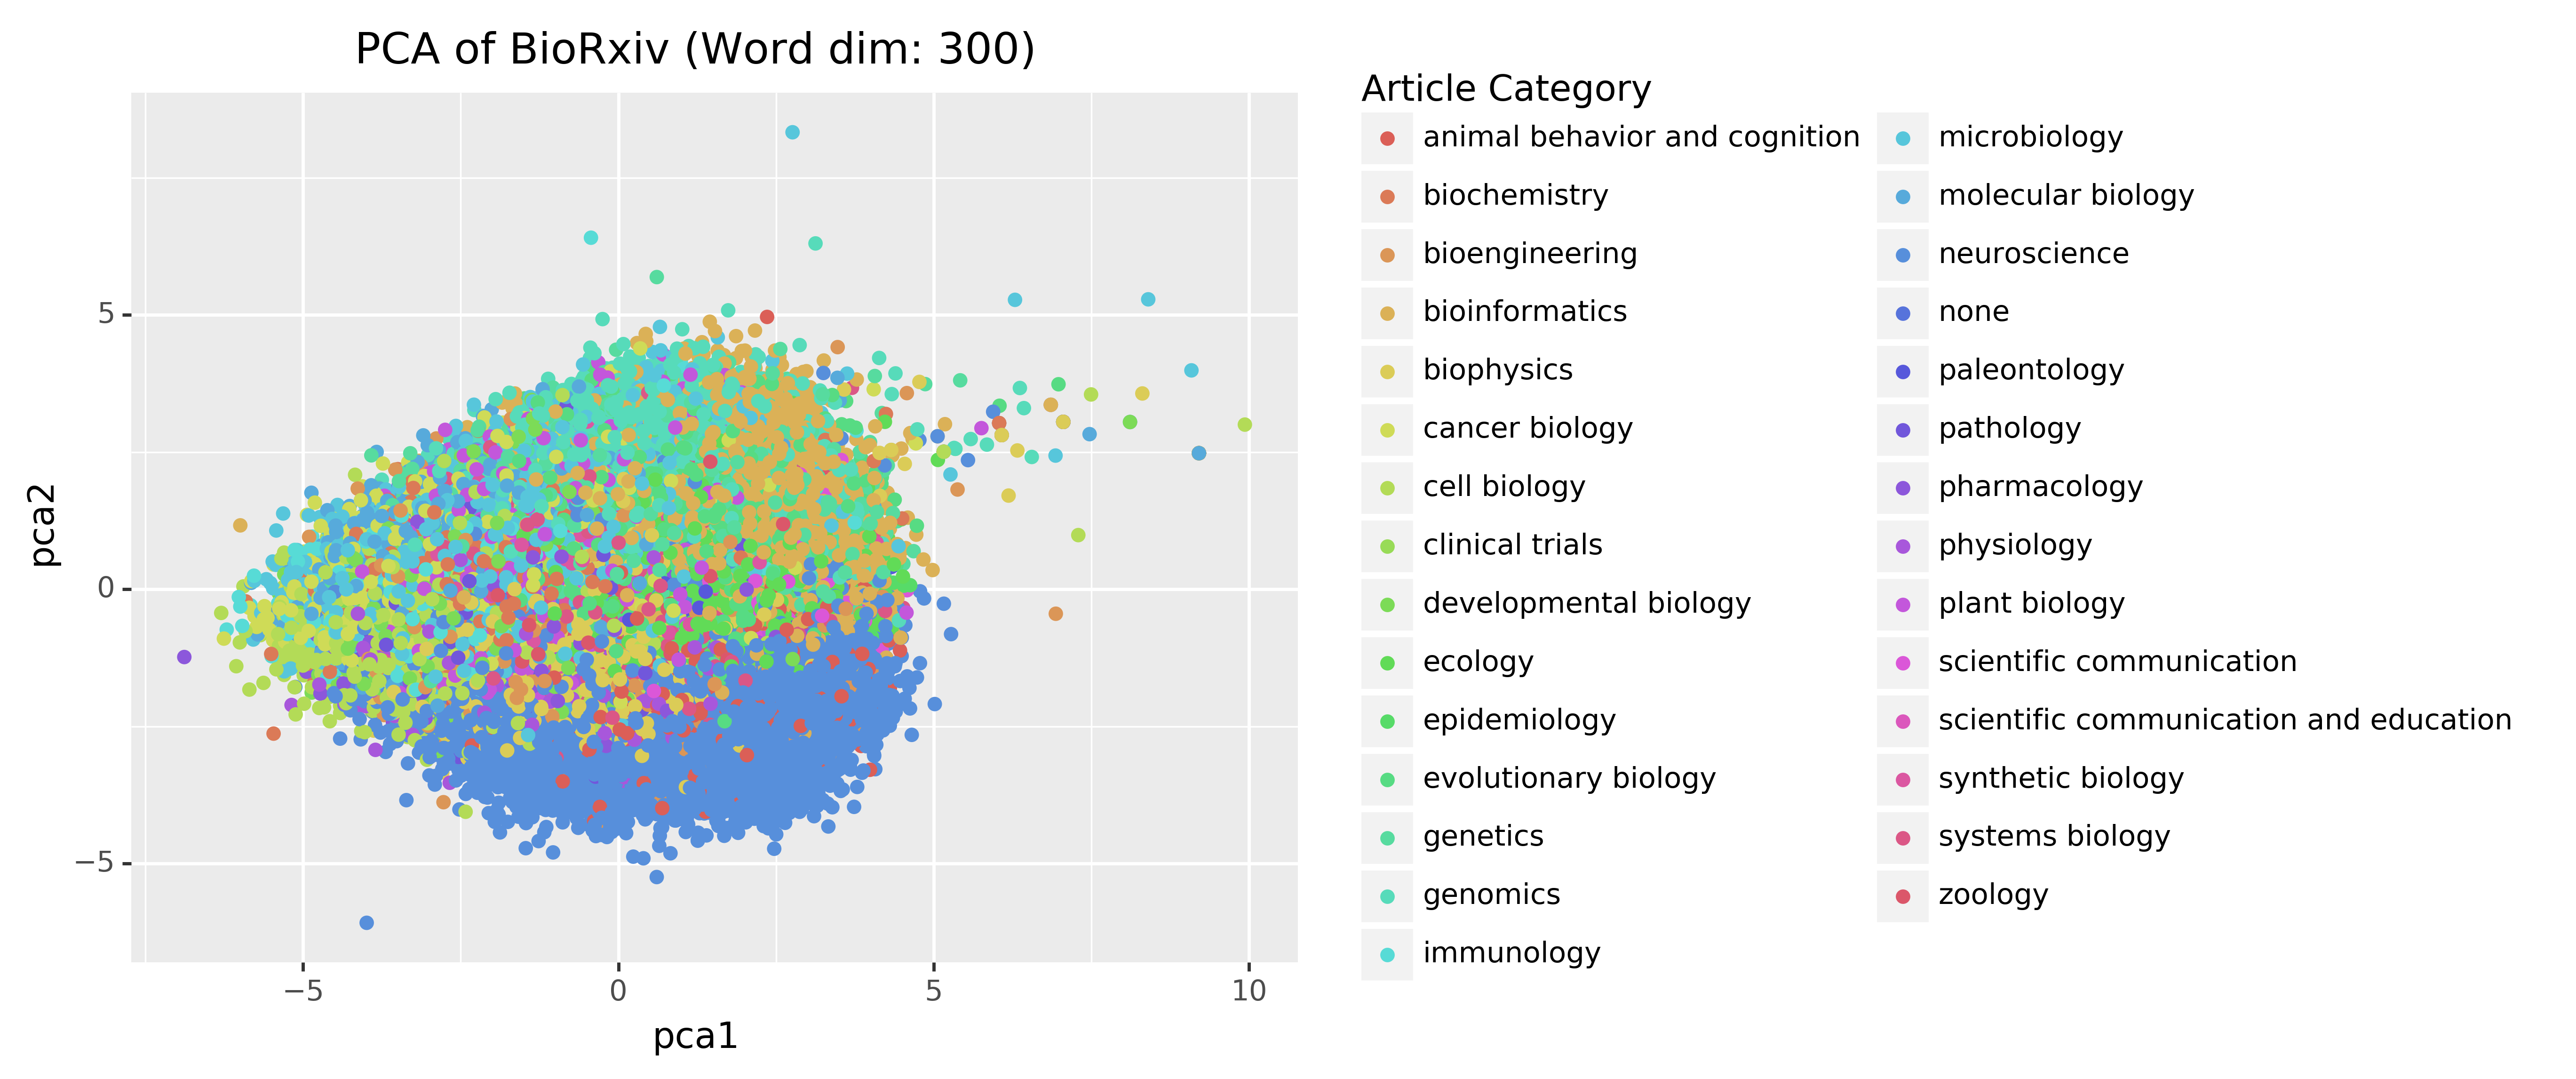 PCA of BioRxiv (Word dim: 300)
pca2
5
0
−5
−5 0 5 10
pca1
Article Category
animal behavior and cognition
biochemistry
bioengineering
bioinformatics
biophysics
cancer biology
cell biology
clinical trials
developmental biology
ecology
epidemiology
evolutionary biology
genetics
genomics
immunology
microbiology
molecular biology
neuroscience
none
paleontology
pathology
pharmacology
physiology
plant biology
scientific communication
scientific communication and education
synthetic biology
systems biology
zoology